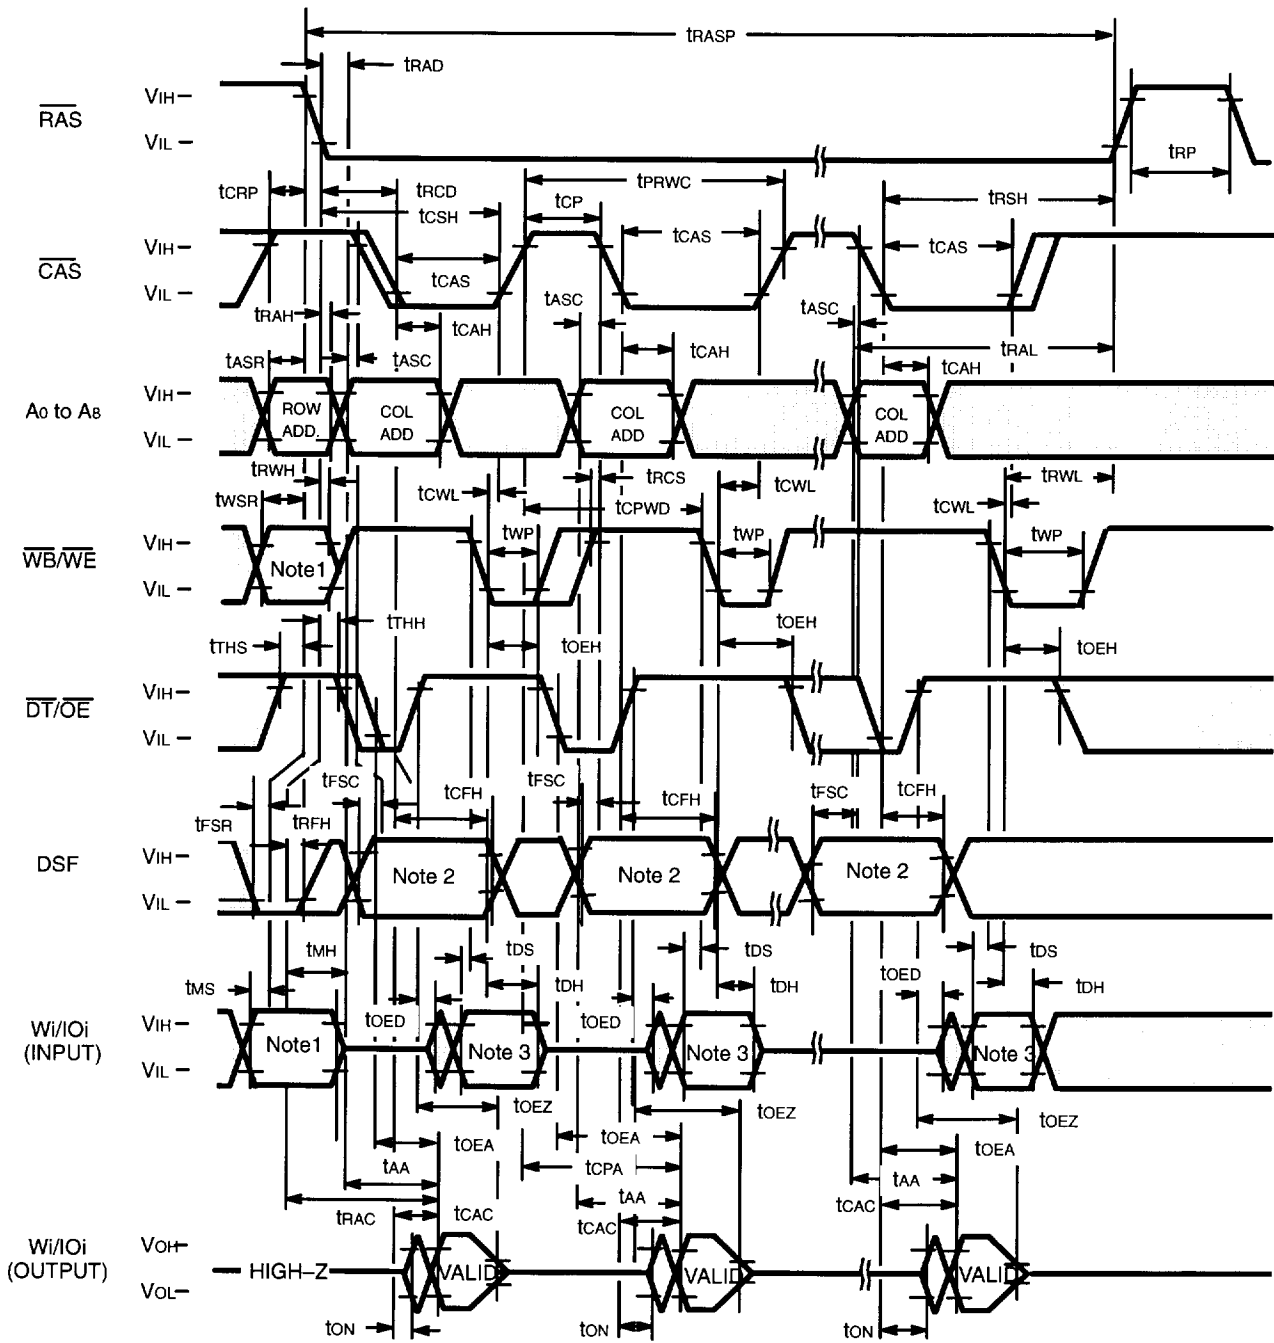 tRASP
tRAD
RAS
VIH
VIL
tRP
tCRP
tRCD
tPRWC
tCSH
tCP
tRSH
CAS
VIH
VIL
tCAS
tCAS
tCAS
tRAH
tCAH
tASC
tASC
tASR
tASC
tCAH
tRAL
tCAH
A0 to A8
VIH
VIL
ROW ADD.
COL ADD
COL ADD
COL ADD
tRWH
tWSR
tCWL
tRCS
tCPWD
tCWL
tRWL
tCWL
WB/WE
VIH
VIL
Note1
tWP
tWP
tWP
tTHH
tTHS
tOEH
tOEH
tOEH
DT/OE
VIH
VIL
tFSC
tFSC
tFSC
tCFH
tCFH
tCFH
tFSR
tRFH
DSF
VIH
VIL
Note 2
Note 2
Note 2
tMH
tDS
tDS
tDS
tMS
tDH
tDH
tOED
tDH
Wi/IOi
(INPUT)
VIH
VIL
Note1
tOED
Note 3
tOED
Note 3
Note 3
tOEZ
tOEZ
tOEZ
tOEA
tOEA
tOEA
tAA
tCPA
tAA
tRAC
tCAC
tAA
tCAC
tCAC
Wi/IOi
(OUTPUT)
VOH
VOL
HIGH-Z
VALID
VALID
VALID
tON
tON
tON